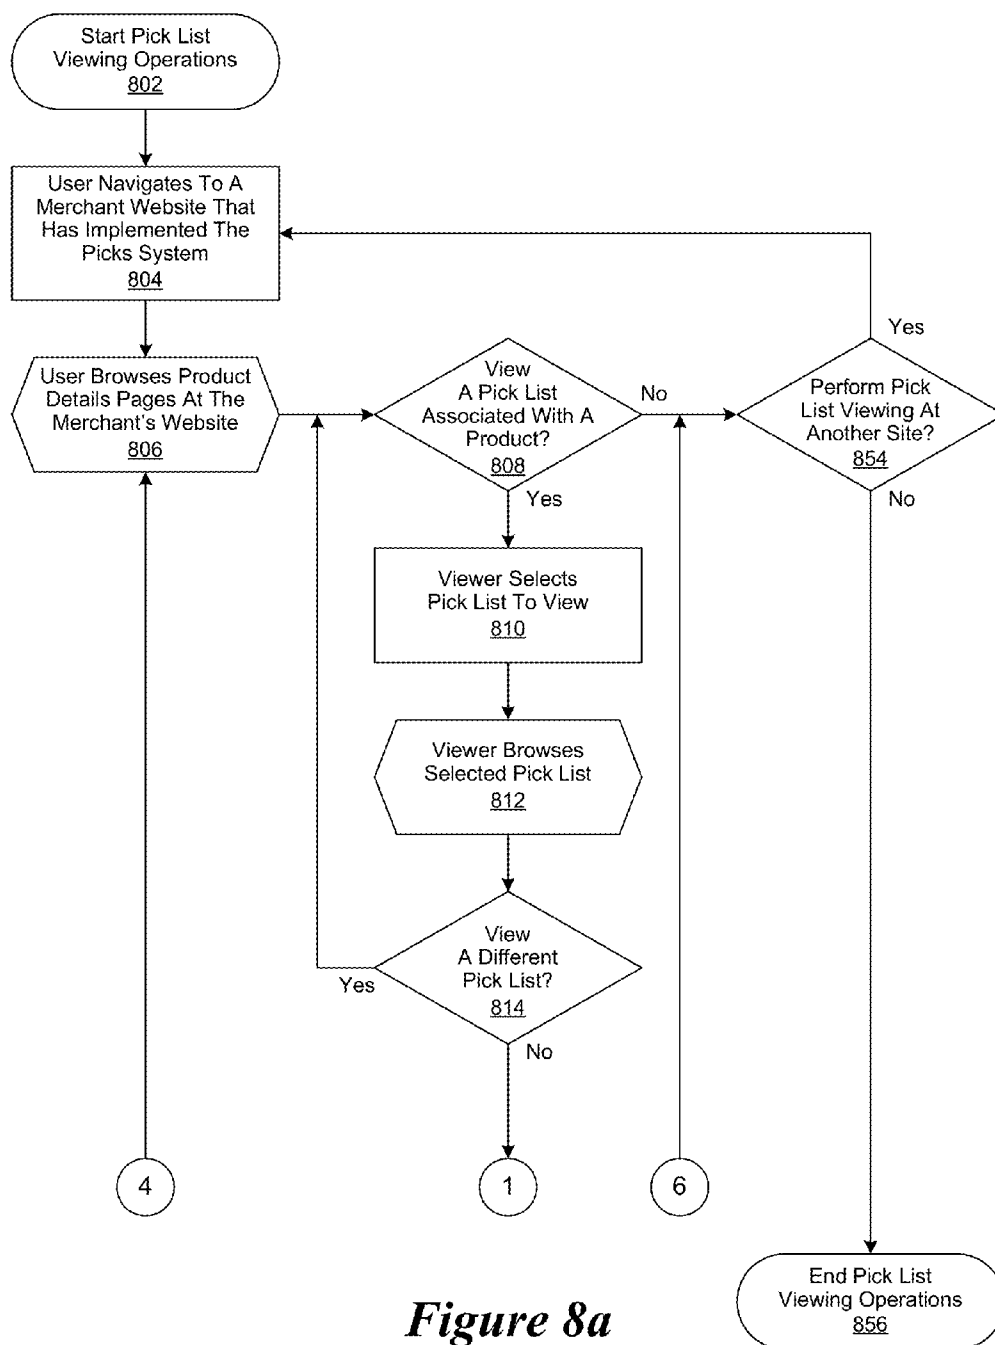 Start Pick List
Viewing Operations
802
User Navigates To A
Merchant Website That
Has Implemented The
Picks System
804
Yes
User Browses Product
Details Pages At The
Merchant's Website
806
View
A Pick List
Associated With A
Product?
808
No
Perform Pick
List Viewing At
Another Site?
854
Yes
No
Viewer Selects
Pick List To View
810
Viewer Browses
Selected Pick List
812
View
A Different
Pick List?
814
Yes
No
4
1
6
End Pick List
Viewing Operations
856
Figure 8a